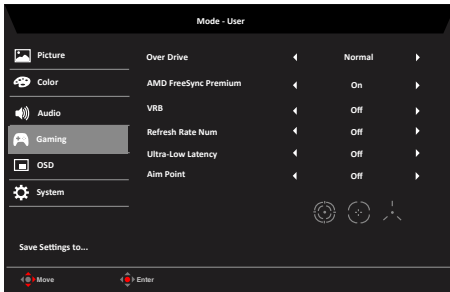 Mode - User
Picture
Color
Audio
Gaming
OSD
System
Over Drive Normal
AMD FreeSync Premium On
VRB Off
Refresh Rate Num Off
Ultra-Low Latency Off
Aim Point Off
Save Settings to...
Move Enter